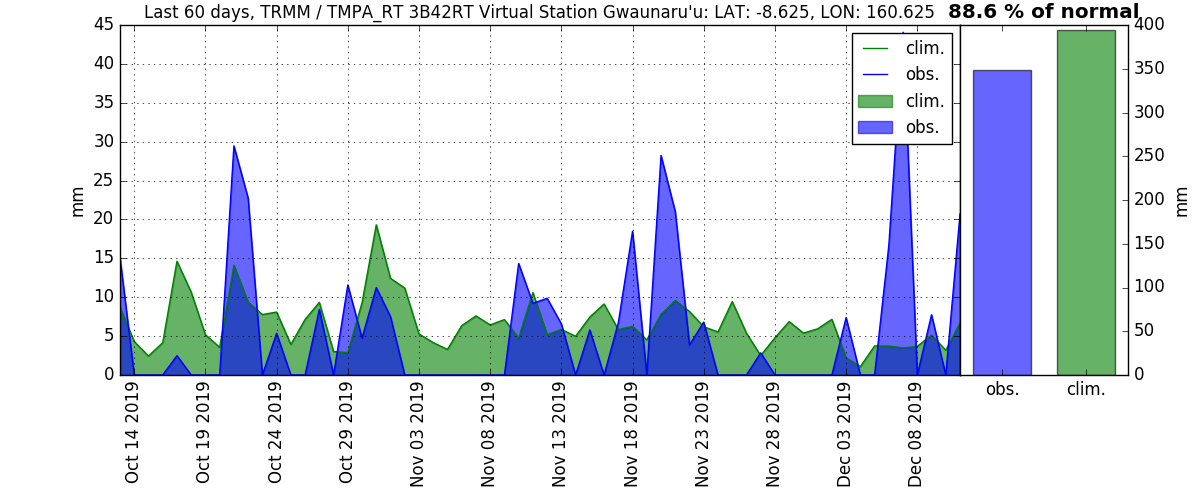 Last 60 days, TRMM / TMPA_RT 3B42RT Virtual Station Gwaunaru'u: LAT: -8.625, LON: 160.625 88.6 % of normal
45
40
35
30
25
20
15
10
5
0
mm
clim.
obs.
clim.
obs.
400
350
300
250
200
150
100
50
0
mm
obs. clim.
Oct 14 2019
Oct 19 2019
Oct 24 2019
Oct 29 2019
Nov 03 2019
Nov 08 2019
Nov 13 2019
Nov 18 2019
Nov 23 2019
Nov 28 2019
Dec 03 2019
Dec 08 2019